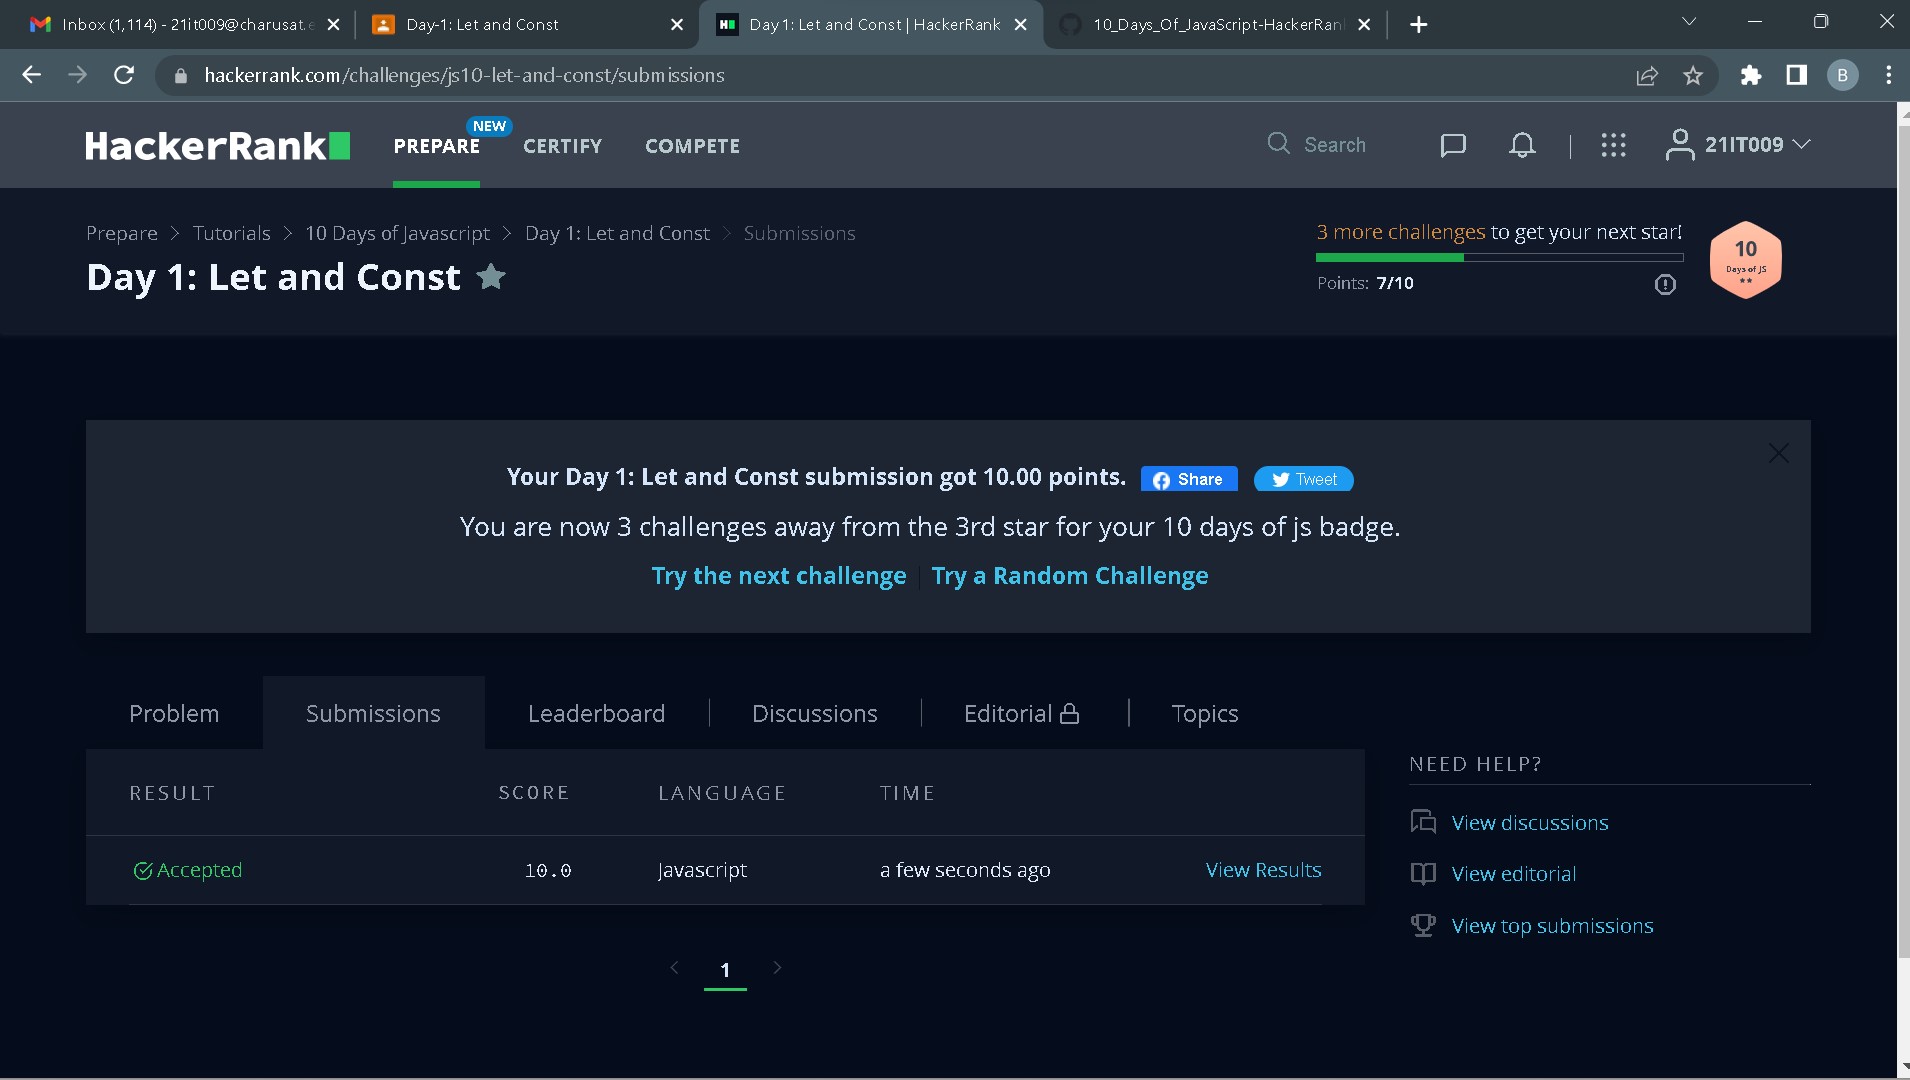 Inbox (1,114) - 21it009@charusat.e
Day-1: Let and Const
Day 1: Let and Const | HackerRank
10_Days_Of_JavaScript-HackerRan
hackerrank.com/challenges/js10-let-and-const/submissions
B
HackerRank
PREPARE
NEW
CERTIFY
COMPETE
Search
21IT009
Prepare > Tutorials > 10 Days of Javascript > Day 1: Let and Const > Submissions
Day 1: Let and Const
3 more challenges to get your next star!
Points: 7/10
10
Days of JS
Your Day 1: Let and Const submission got 10.00 points.
Share
Tweet
You are now 3 challenges away from the 3rd star for your 10 days of js badge.
Try the next challenge | Try a Random Challenge
Problem
Submissions
Leaderboard
Discussions
Editorial
Topics
RESULT SCORE LANGUAGE TIME
Accepted 10.0 Javascript a few seconds ago View Results
1
NEED HELP?
View discussions
View editorial
View top submissions